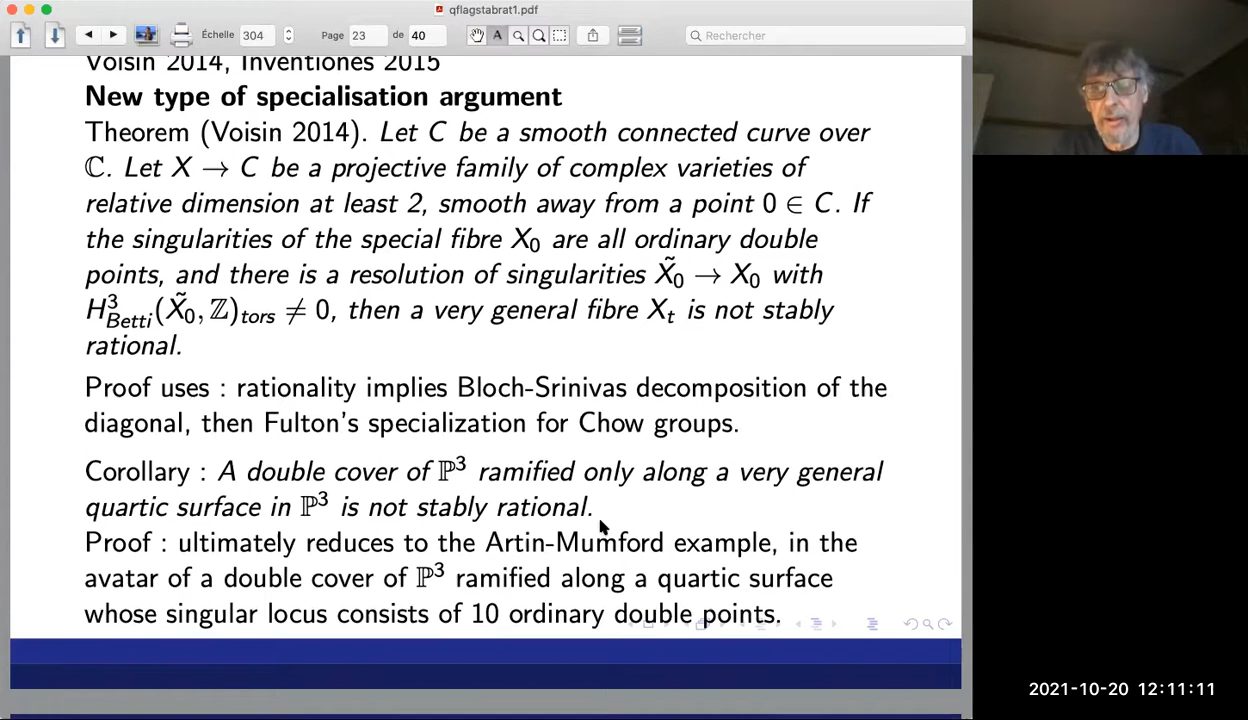 qflagstabrat1.pdf
Échelle 304 Page 23 de 40 Rechercher
Voisin 2014, Inventiones 2015
New type of specialisation argument
Theorem (Voisin 2014). Let C be a smooth connected curve over
ℂ. Let X → C be a projective family of complex varieties of
relative dimension at least 2, smooth away from a point 0 ∈ C. If
the singularities of the special fibre X₀ are all ordinary double
points, and there is a resolution of singularities X̃₀ → X₀ with
H³_Betti(X̃₀, ℤ)_tors ≠ 0, then a very general fibre X_t is not stably
rational.
Proof uses : rationality implies Bloch-Srinivas decomposition of the
diagonal, then Fulton's specialization for Chow groups.
Corollary : A double cover of ℙ³ ramified only along a very general
quartic surface in ℙ³ is not stably rational.
Proof : ultimately reduces to the Artin-Mumford example, in the
avatar of a double cover of ℙ³ ramified along a quartic surface
whose singular locus consists of 10 ordinary double points.
2021-10-20 12:11:11